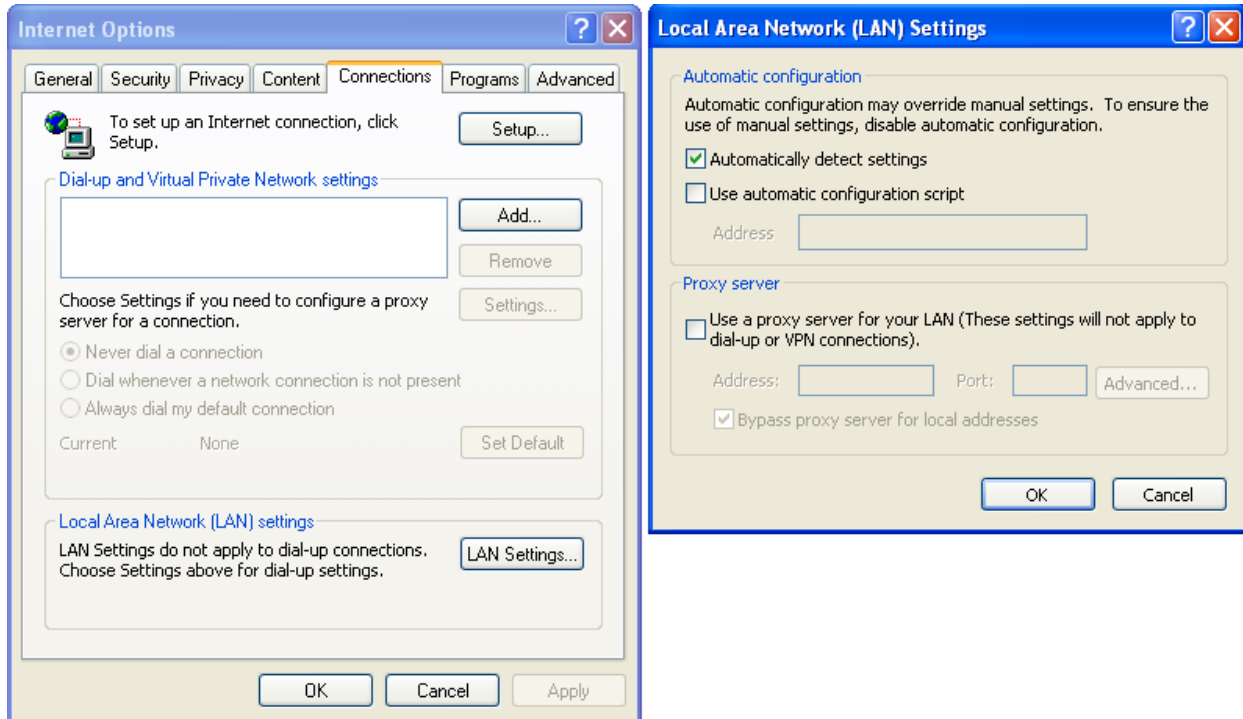 Internet Options
General Security Privacy Content Connections Programs Advanced
To set up an Internet connection, click
Setup.
Setup...
Dial-up and Virtual Private Network settings
Add...
Remove
Choose Settings if you need to configure a proxy
server for a connection.
Settings...
Never dial a connection
Dial whenever a network connection is not present
Always dial my default connection
Current None
Set Default
Local Area Network (LAN) settings
LAN Settings do not apply to dial-up connections.
Choose Settings above for dial-up settings.
LAN Settings...
OK Cancel Apply
Local Area Network (LAN) Settings
Automatic configuration
Automatic configuration may override manual settings. To ensure the
use of manual settings, disable automatic configuration.
Automatically detect settings
Use automatic configuration script
Address
Proxy server
Use a proxy server for your LAN (These settings will not apply to
dial-up or VPN connections).
Address: Port: Advanced...
Bypass proxy server for local addresses
OK Cancel